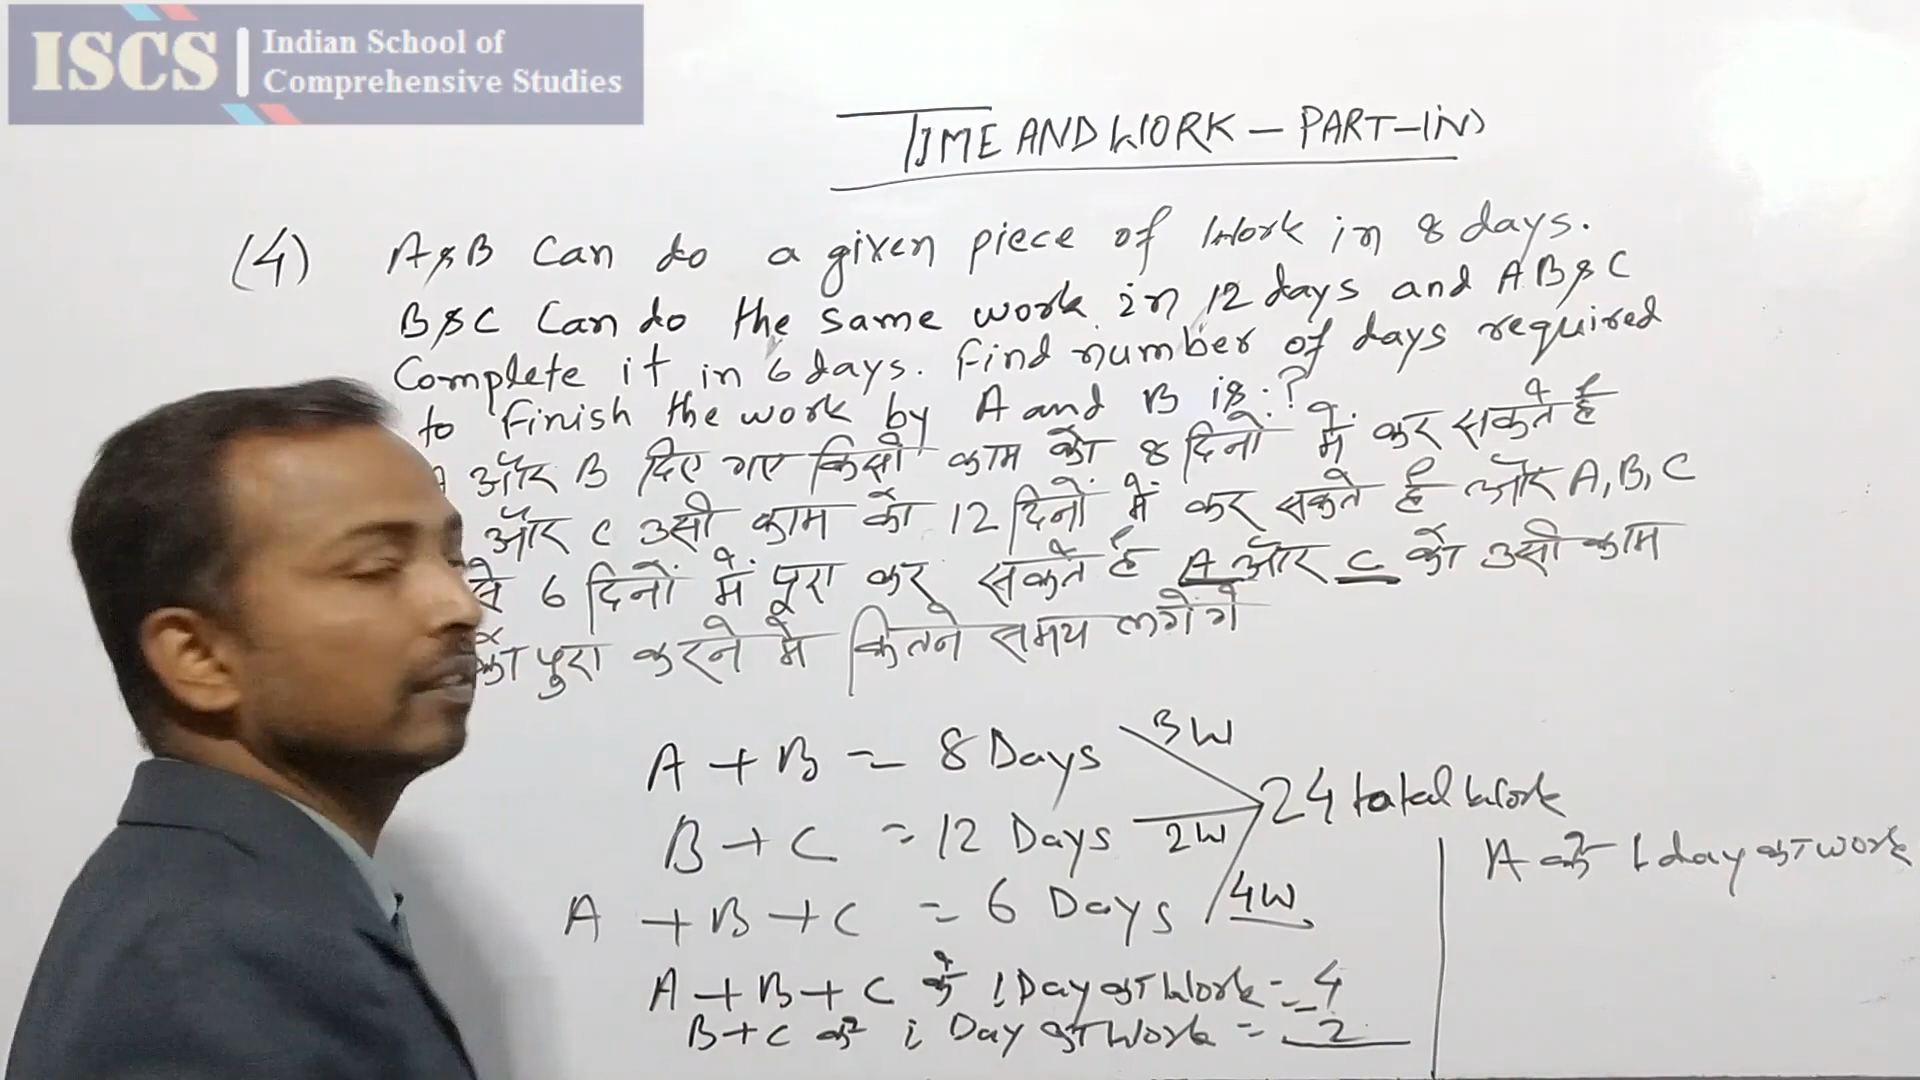 ISCS | Indian School of
Comprehensive Studies
TIME AND WORK - PART-IV
(4) A & B Can do a given piece of work in 8 days.
B & C Can do the same work in 12 days and A B & C
Complete it in 6 days. Find number of days required
to finish the work by A and B is.?
और B दिए गए किसी काम को 8 दिनों में कर सकते है
और C उसी काम को 12 दिनों में कर सकते है और A, B, C
6 दिनों में पूरा कर सकते है A और C को उसी काम
को पुरा करने में कितने समय लगेंगे
A + B = 8 Days 3W
24 total work
B + C = 12 Days 2W
A + B + C = 6 Days 4W
A + B + C के 1 Day का Work = 4
B + C के 1 Day का Work = 2
A के 1 day का work